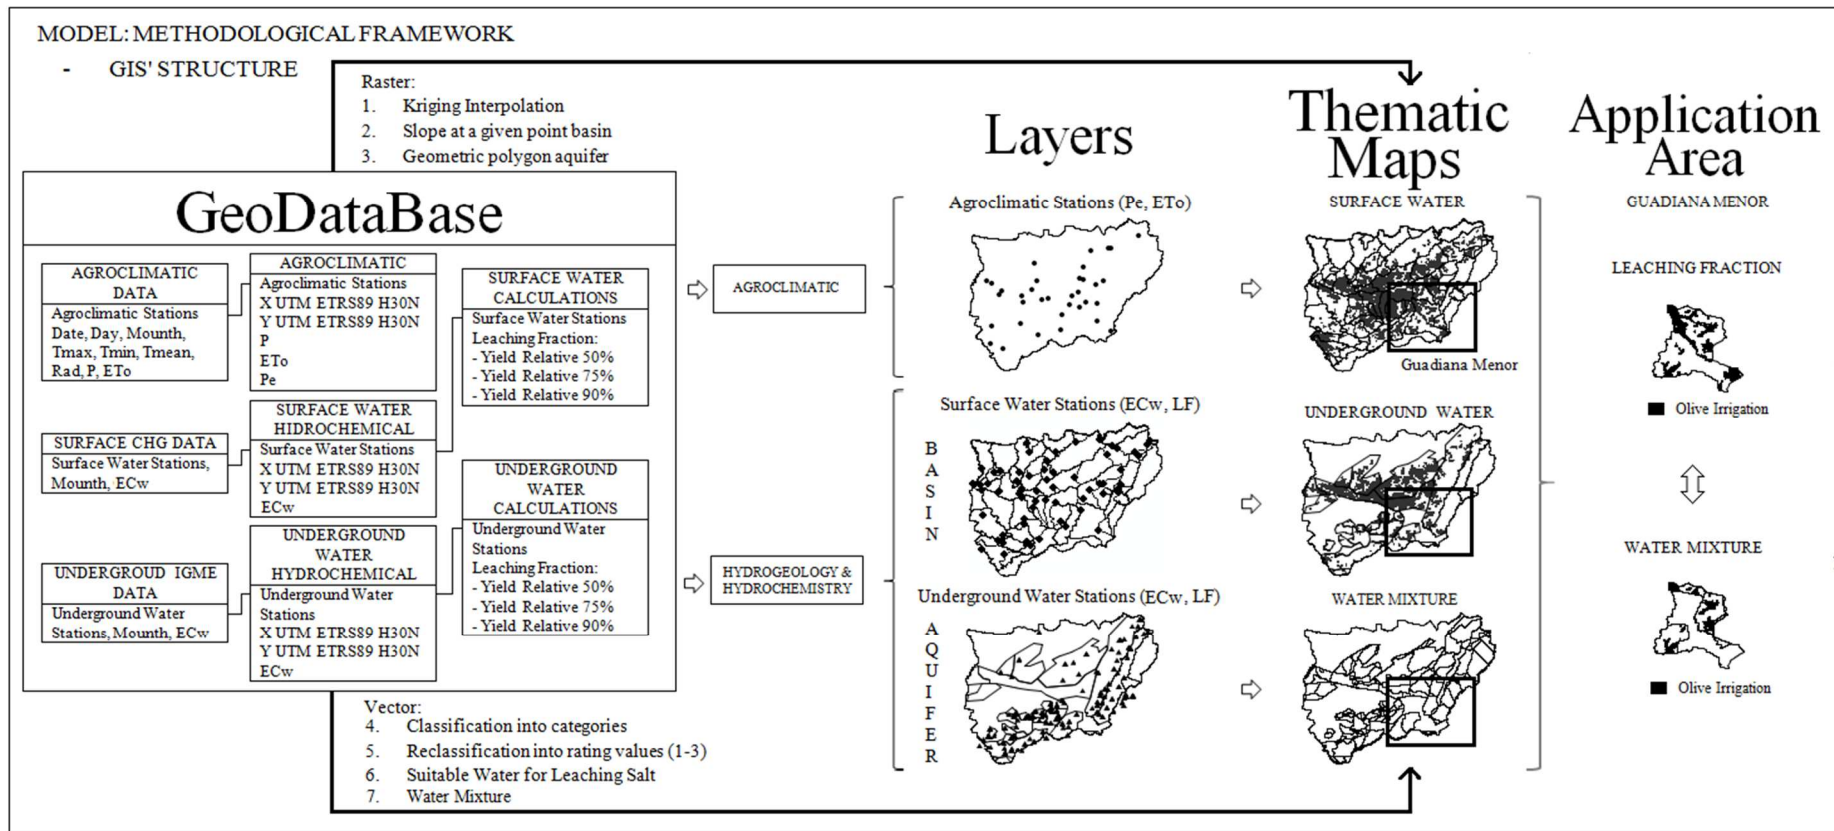 MODEL: METHODOLOGICAL FRAMEWORK
- GIS' STRUCTURE
Raster:
1. Kriging Interpolation
2. Slope at a given point basin
3. Geometric polygon aquifer
GeoDataBase
AGROCLIMATIC
DATA
Agroclimatic Stations
Date, Day, Mounth,
Tmax, Tmin, Tmean,
Rad, P, ETo
SURFACE CHG DATA
Surface Water Stations,
Mounth, ECw
UNDERGROUD IGME
DATA
Underground Water
Stations, Mounth, ECw
AGROCLIMATIC
Agroclimatic Stations
X UTM ETRS89 H30N
Y UTM ETRS89 H30N
P
ETo
Pe
SURFACE WATER
HIDROCHEMICAL
Surface Water Stations
X UTM ETRS89 H30N
Y UTM ETRS89 H30N
ECw
UNDERGROUND
WATER
HYDROCHEMICAL
Underground Water
Stations
X UTM ETRS89 H30N
Y UTM ETRS89 H30N
ECw
SURFACE WATER
CALCULATIONS
Surface Water Stations
Leaching Fraction:
- Yield Relative 50%
- Yield Relative 75%
- Yield Relative 90%
UNDERGROUND
WATER
CALCULATIONS
Underground Water
Stations
Leaching Fraction:
- Yield Relative 50%
- Yield Relative 75%
- Yield Relative 90%
Vector:
4. Classification into categories
5. Reclassification into rating values (1-3)
6. Suitable Water for Leaching Salt
7. Water Mixture
AGROCLIMATIC
HYDROGEOLOGY &
HYDROCHEMISTRY
Layers
Agroclimatic Stations (Pe, ETo)
Surface Water Stations (ECw, LF)
BASIN
Underground Water Stations (ECw, LF)
AQUIFER
Thematic
Maps
SURFACE WATER
Guadiana Menor
UNDERGROUND WATER
WATER MIXTURE
Application
Area
GUADIANA MENOR
LEACHING FRACTION
Olive Irrigation
WATER MIXTURE
Olive Irrigation